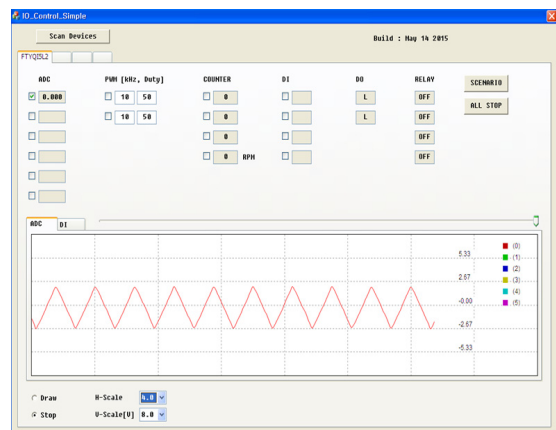 IO_Control_Simple
Scan Devices
Build : May 14 2015
FTYQI5L2
ADC PWM [kHz, Duty] COUNTER DI DO RELAY SCENARIO
0.000 10 50 0 L OFF
ALL STOP
10 50 0 L OFF
0 OFF
0 RPM OFF
ADC DI
5.33
2.67
-0.00
-2.67
-5.33
(0)
(1)
(2)
(3)
(4)
(5)
Draw H-Scale 4.0
Stop V-Scale[V] 8.0